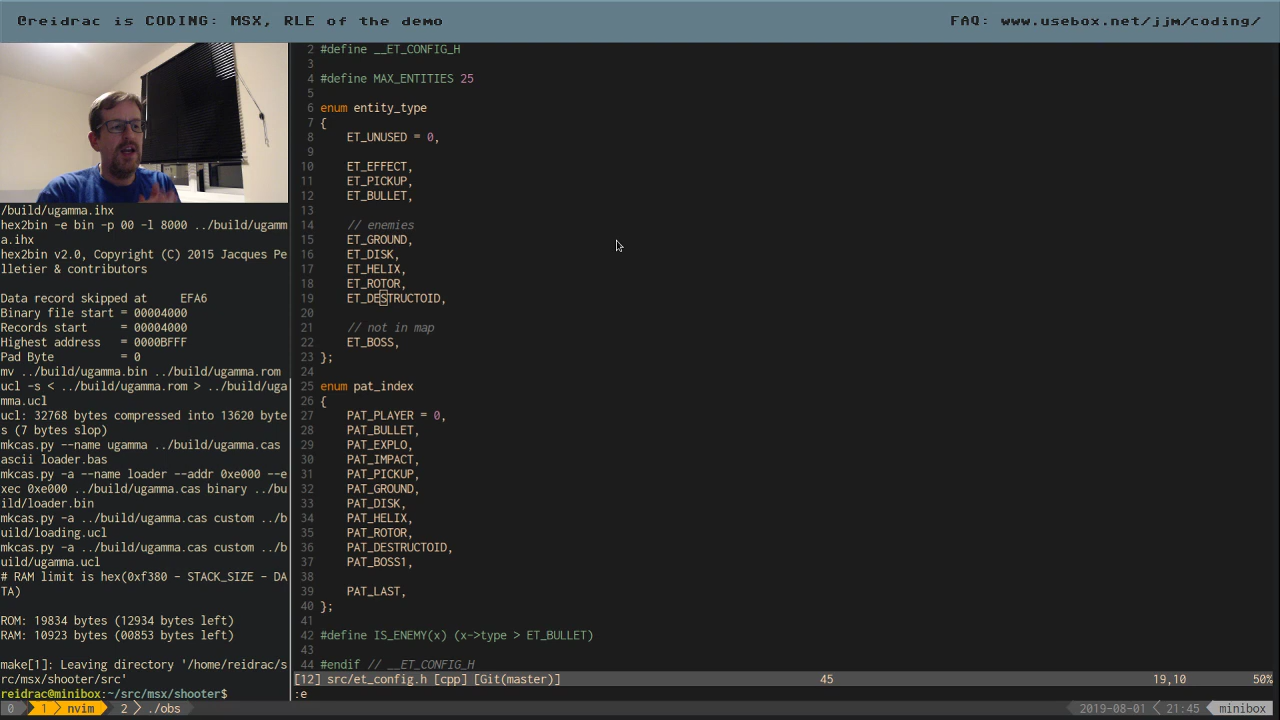 @reidrac is CODING: MSX, RLE of the demo
FAQ: www.usebox.net/jjm/coding/
/build/ugamma.ihx
hex2bin -e bin -p 00 -l 8000 ../build/ugamm
a.ihx
hex2bin v2.0, Copyright (C) 2015 Jacques Pe
lletier & contributors
Data record skipped at     EFA6
Binary file start = 00004000
Records start     = 00004000
Highest address   = 0000BFFF
Pad Byte          = 0
mv ../build/ugamma.bin ../build/ugamma.rom
ucl -s < ../build/ugamma.rom > ../build/uga
mma.ucl
ucl: 32768 bytes compressed into 13620 byte
s (7 bytes slop)
mkcas.py --name ugamma ../build/ugamma.cas
ascii loader.bas
mkcas.py -a --name loader --addr 0xe000 --e
xec 0xe000 ../build/ugamma.cas binary ../bu
ild/loader.bin
mkcas.py -a ../build/ugamma.cas custom ../b
uild/loading.ucl
mkcas.py -a ../build/ugamma.cas custom ../b
uild/ugamma.ucl
# RAM limit is hex(0xf380 - STACK_SIZE - DA
TA)
ROM: 19834 bytes (12934 bytes left)
RAM: 10923 bytes (00853 bytes left)
make[1]: Leaving directory '/home/reidrac/s
rc/msx/shooter/src'
reidrac@minibox:~/src/msx/shooter$
2 #define __ET_CONFIG_H
3
4 #define MAX_ENTITIES 25
5
6 enum entity_type
7 {
8     ET_UNUSED = 0,
9
10     ET_EFFECT,
11     ET_PICKUP,
12     ET_BULLET,
13
14     // enemies
15     ET_GROUND,
16     ET_DISK,
17     ET_HELIX,
18     ET_ROTOR,
19     ET_DESTRUCTOID,
20
21     // not in map
22     ET_BOSS,
23 };
24
25 enum pat_index
26 {
27     PAT_PLAYER = 0,
28     PAT_BULLET,
29     PAT_EXPLO,
30     PAT_IMPACT,
31     PAT_PICKUP,
32     PAT_GROUND,
33     PAT_DISK,
34     PAT_HELIX,
35     PAT_ROTOR,
36     PAT_DESTRUCTOID,
37     PAT_BOSS1,
38
39     PAT_LAST,
40 };
41
42 #define IS_ENEMY(x) (x->type > ET_BULLET)
43
44 #endif // __ET_CONFIG_H
[12] src/et_config.h [cpp] [Git(master)] 45 19,10 50%
:e
0 1 nvim 2 ./obs 2019-08-01 21:45 minibox